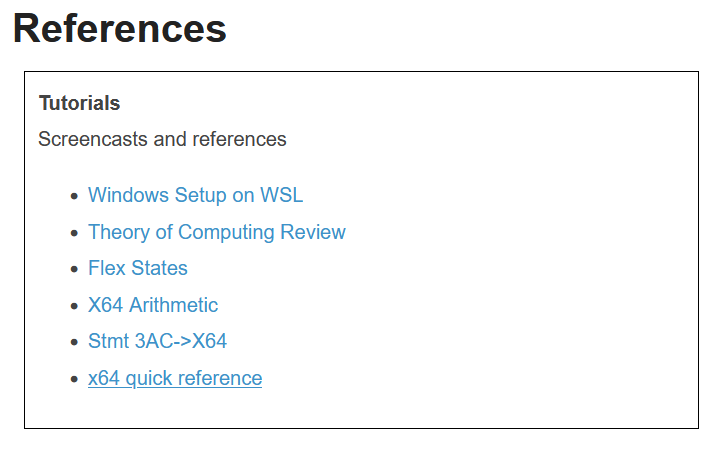 References
Tutorials
Screencasts and references
Windows Setup on WSL
Theory of Computing Review
Flex States
X64 Arithmetic
Stmt 3AC->X64
x64 quick reference